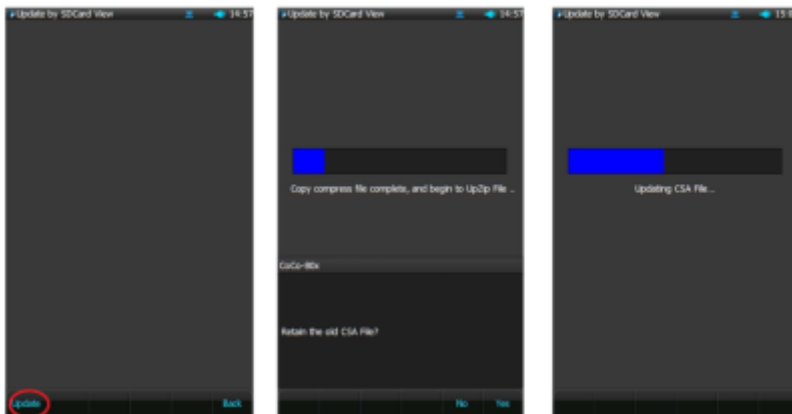 Update by SDCard View 14:57
Update
Back
Update by SDCard View 14:57
Copy compress file complete, and begin to UpZip File ..
CoCo-80x
Retain the old CSA File?
No Yes
Update by SDCard View
Updating CSA File...